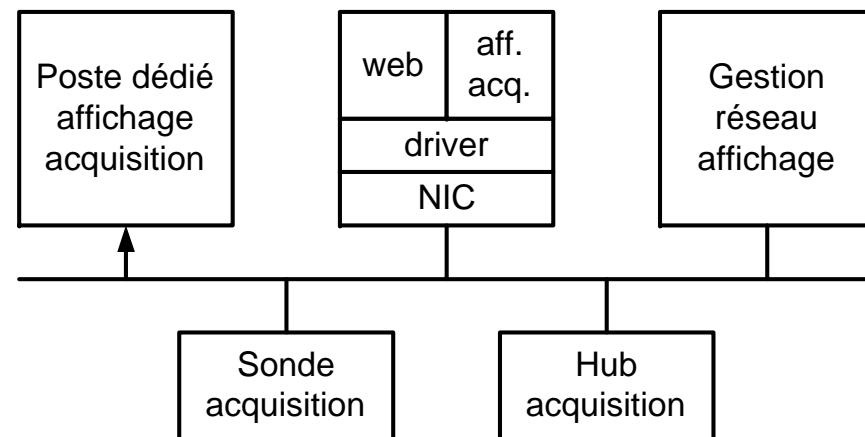 Poste dédié
affichage
acquisition
web
aff.
acq.
driver
NIC
Gestion
réseau
affichage
Sonde
acquisition
Hub
acquisition